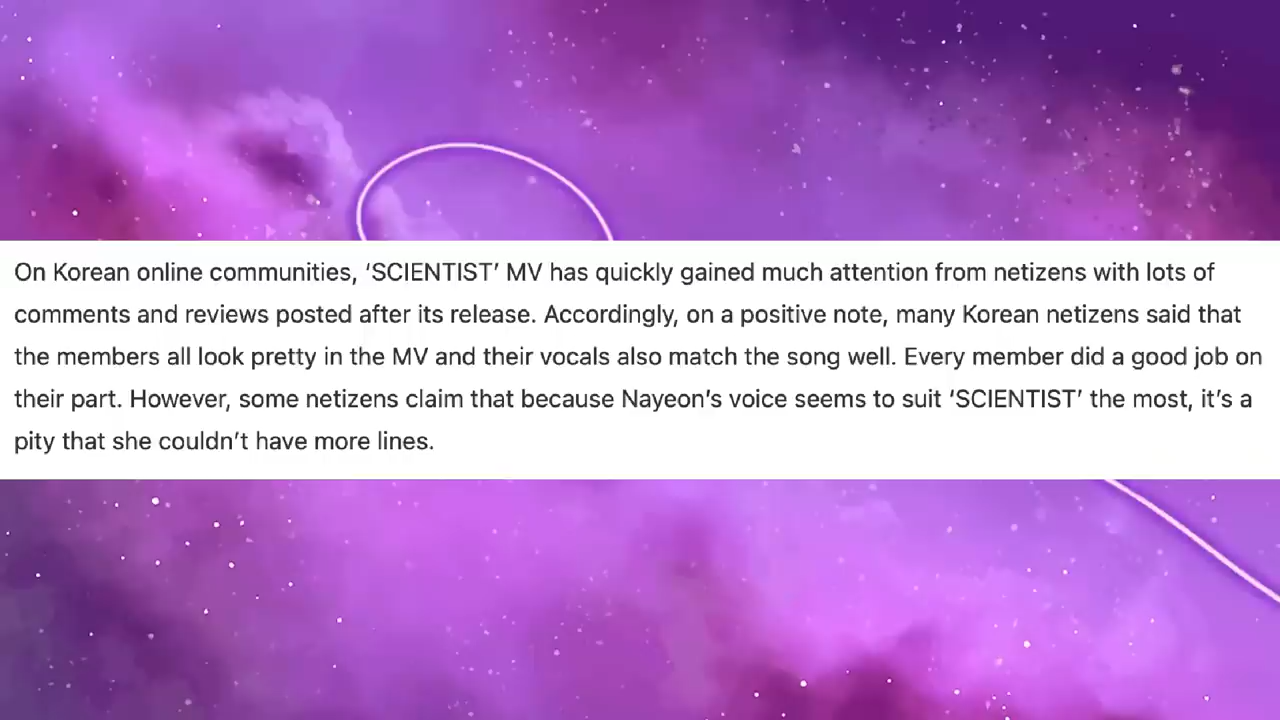 On Korean online communities, ‘SCIENTIST’ MV has quickly gained much attention from netizens with lots of
comments and reviews posted after its release. Accordingly, on a positive note, many Korean netizens said that
the members all look pretty in the MV and their vocals also match the song well. Every member did a good job on
their part. However, some netizens claim that because Nayeon’s voice seems to suit ‘SCIENTIST’ the most, it’s a
pity that she couldn’t have more lines.